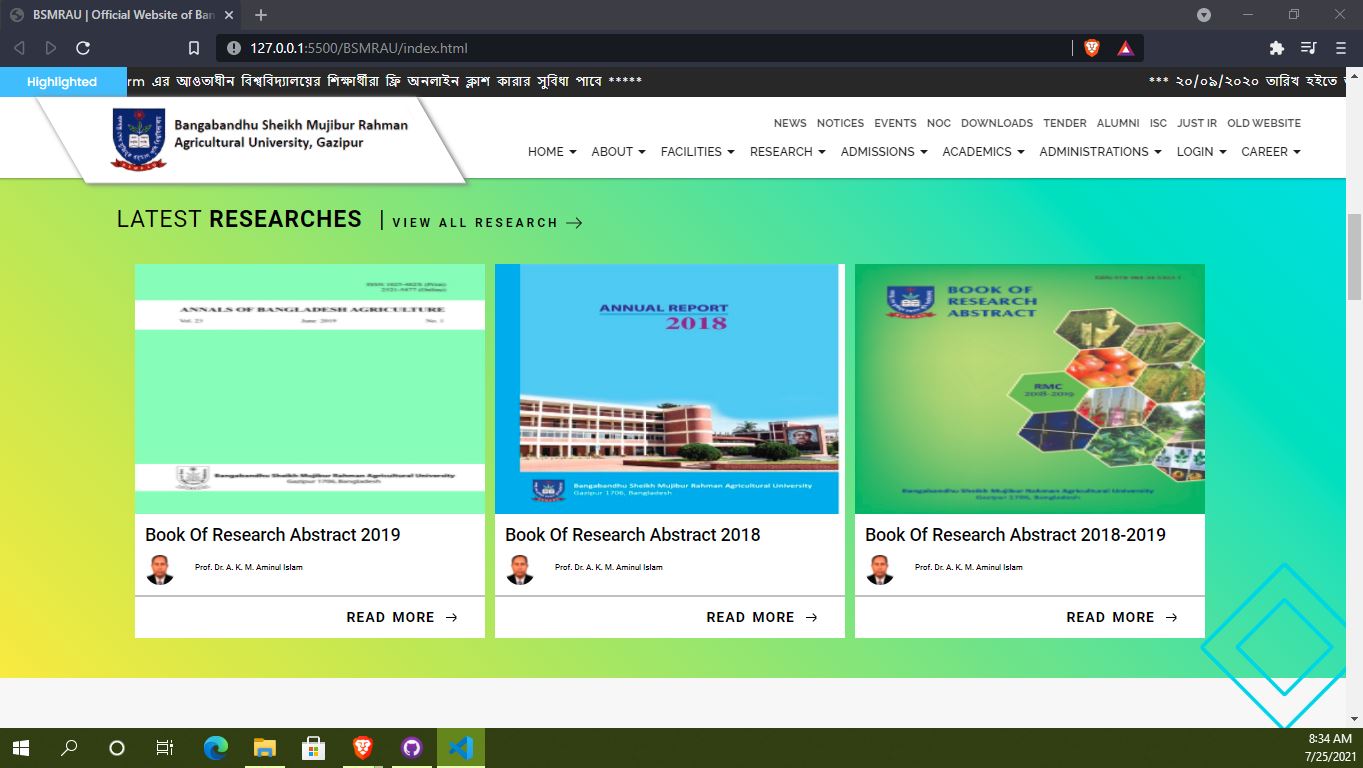 BSMRAU | Official Website of Ban
127.0.0.1:5500/BSMRAU/index.html
Highlighted
rm এর আওতাধীন বিশ্ববিদ্যালয়ের শিক্ষার্থীরা ফ্রি অনলাইন ক্লাশ কারার সুবিধা পাবে *****
*** ২০/০৯/২০২০ তারিখ হইতে
Bangabandhu Sheikh Mujibur Rahman
Agricultural University, Gazipur
NEWS NOTICES EVENTS NOC DOWNLOADS TENDER ALUMNI ISC JUST IR OLD WEBSITE
HOME ABOUT FACILITIES RESEARCH ADMISSIONS ACADEMICS ADMINISTRATIONS LOGIN CAREER
LATEST RESEARCHES | VIEW ALL RESEARCH →
ANNALS OF BANGLADESH AGRICULTURE
Vol. 23 June 2019 No. 1
Bangabandhu Sheikh Mujibur Rahman Agricultural University
Gazipur 1706, Bangladesh
Book Of Research Abstract 2019
Prof. Dr. A. K. M. Aminul Islam
READ MORE →
ANNUAL REPORT
2018
Bangabandhu Sheikh Mujibur Rahman Agricultural University
Gazipur 1706, Bangladesh
Book Of Research Abstract 2018
Prof. Dr. A. K. M. Aminul Islam
READ MORE →
BOOK OF
RESEARCH
ABSTRACT
RMC
2018-2019
Bangabandhu Sheikh Mujibur Rahman Agricultural University
Gazipur 1706, Bangladesh
Book Of Research Abstract 2018-2019
Prof. Dr. A. K. M. Aminul Islam
READ MORE →
8:34 AM
7/25/2021